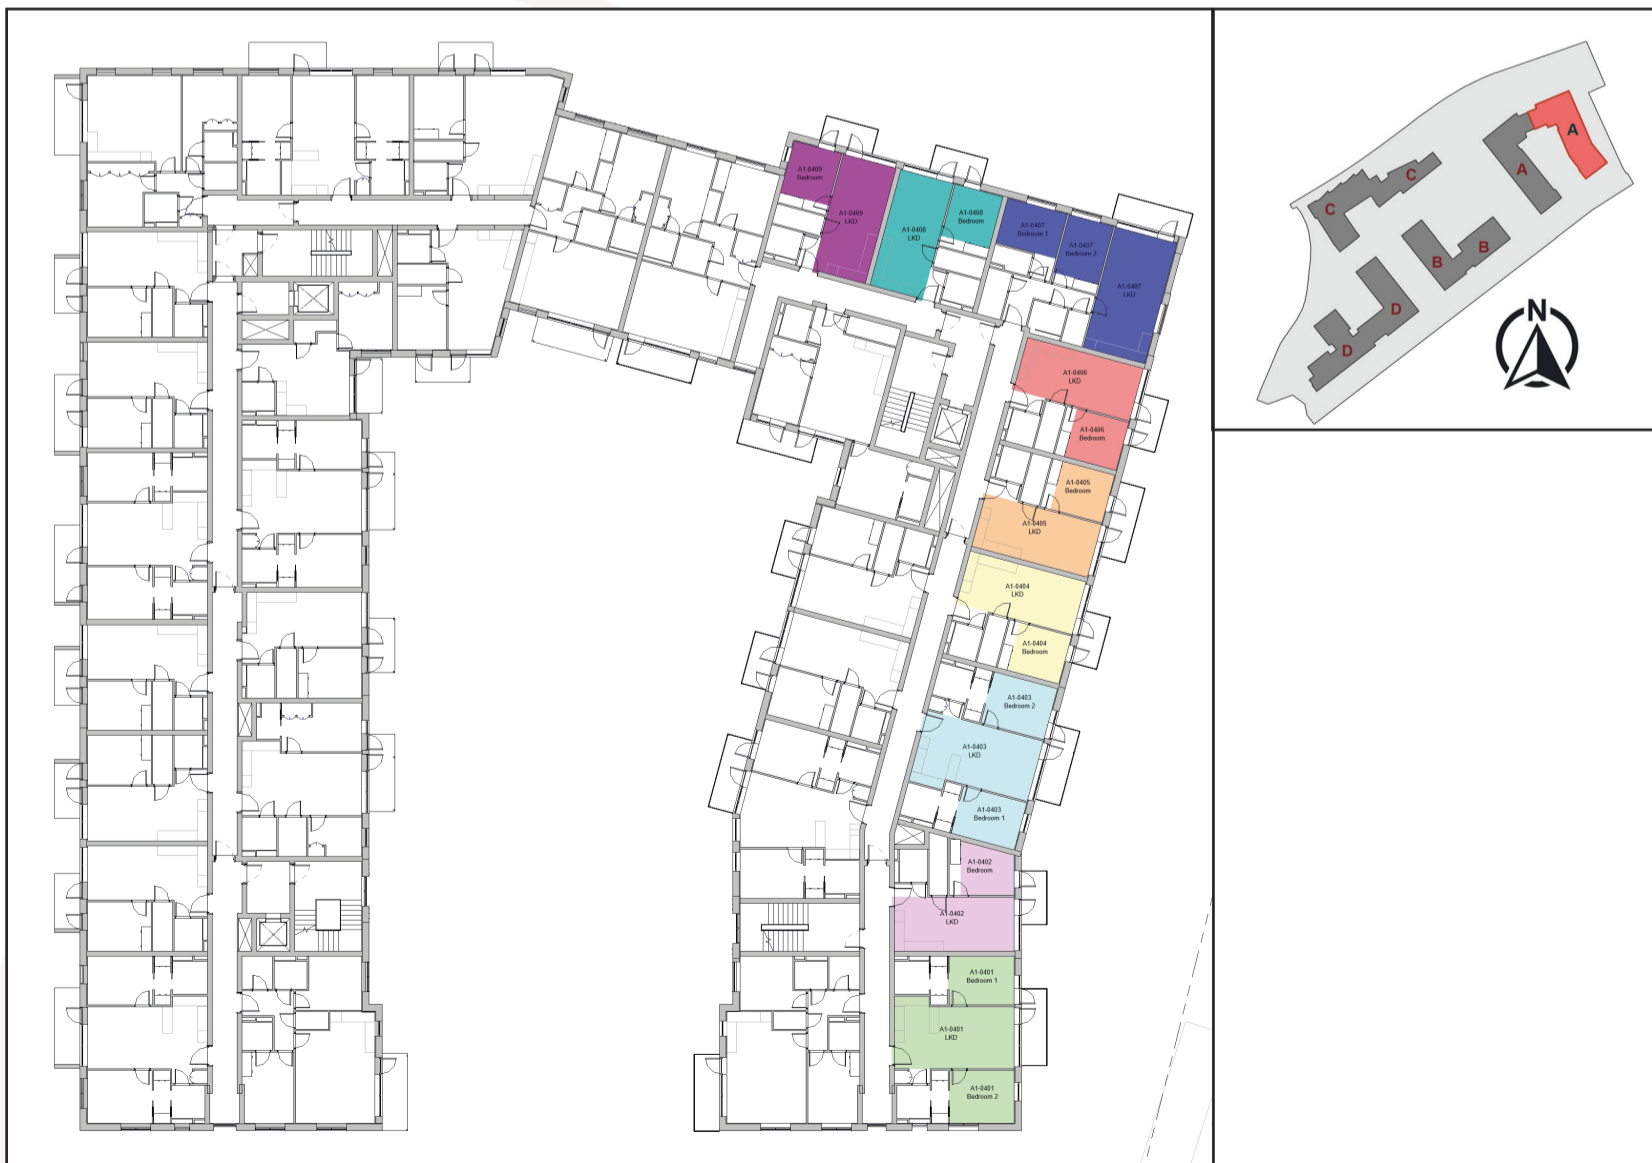 A1-0409
Bedroom
A1-0409
LKD
A1-0408
LKD
A1-0408
Bedroom
A1-0407
Bedroom 1
A1-0407
Bedroom 2
A1-0407
LKD
A1-0406
LKD
A1-0406
Bedroom
A1-0405
Bedroom
A1-0405
LKD
A1-0404
LKD
A1-0404
Bedroom
A1-0403
Bedroom 2
A1-0403
LKD
A1-0403
Bedroom 1
A1-0402
Bedroom
A1-0402
LKD
A1-0401
Bedroom 1
A1-0401
LKD
A1-0401
Bedroom 2
A
A
C
C
B
B
D
D
N